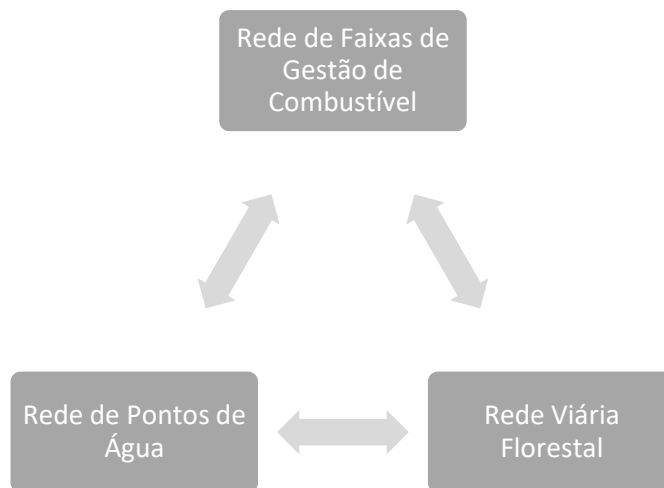 Rede de Faixas de
Gestão de
Combustível
Rede de Pontos de
Água
Rede Viária
Florestal